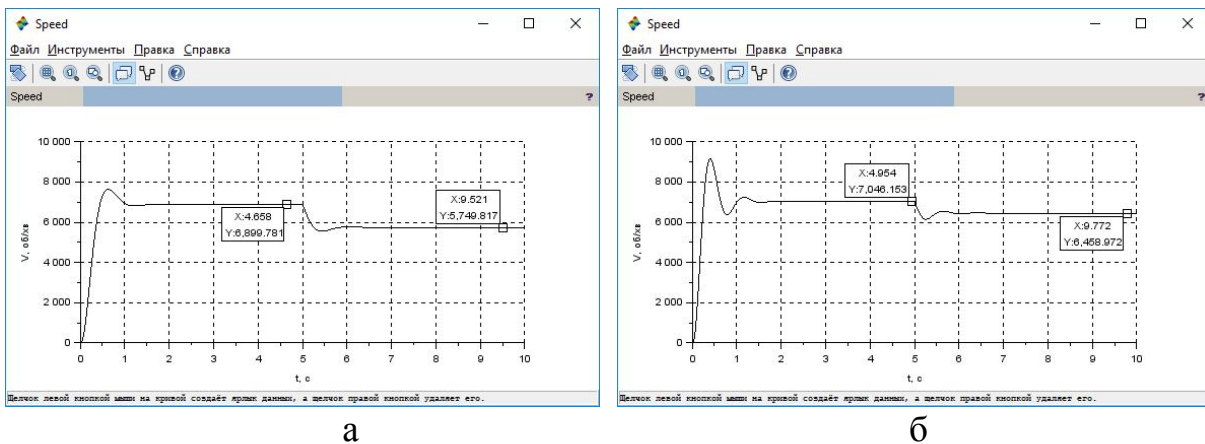 Speed
Файл Инструменты Правка Справка
Speed ?
10 000
8 000
6 000
4 000
2 000
0
V, об/хв
X:4.658
Y:6,899.781
X:9.521
Y:5,749.817
0 1 2 3 4 5 6 7 8 9 10
t, c
Щелчок левой кнопкой мыши на кривой создаёт ярлык данных, а щелчок правой кнопкой удаляет его.
а
Speed
Файл Инструменты Правка Справка
Speed ?
10 000
8 000
6 000
4 000
2 000
0
V, об/хв
X:4.954
Y:7,046.153
X:9.772
Y:6,458.972
0 1 2 3 4 5 6 7 8 9 10
t, c
Щелчок левой кнопкой мыши на кривой создаёт ярлык данных, а щелчок правой кнопкой удаляет его.
б